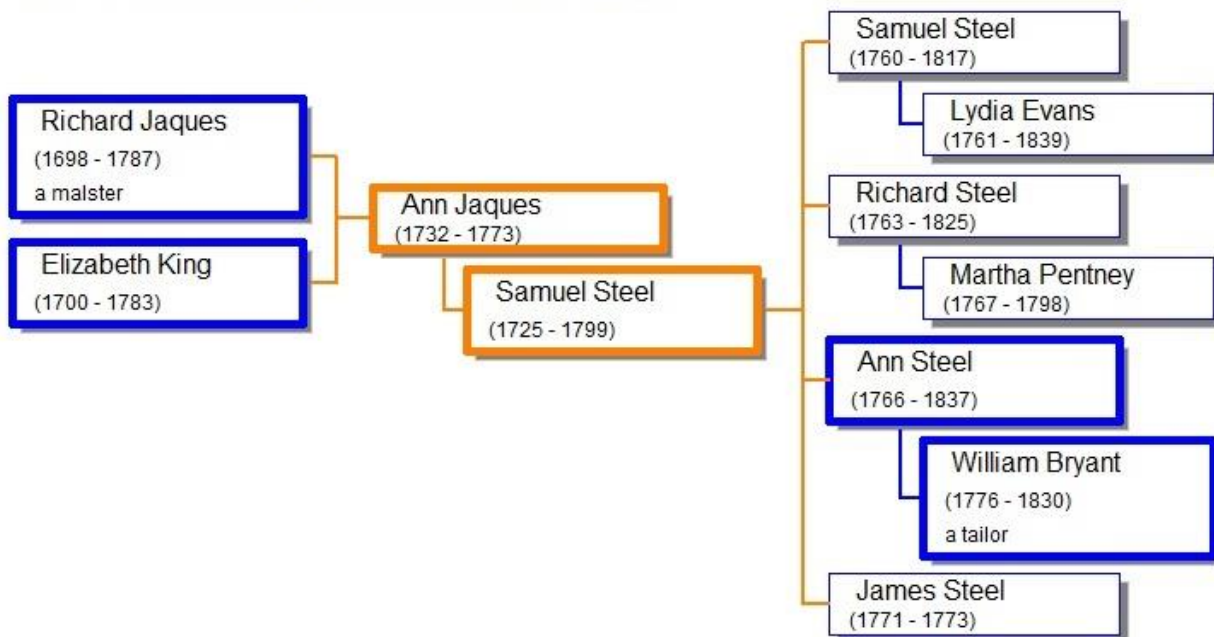 Richard Jaques
(1698 - 1787)
a malster
Elizabeth King
(1700 - 1783)
Ann Jaques
(1732 - 1773)
Samuel Steel
(1725 - 1799)
Samuel Steel
(1760 - 1817)
Lydia Evans
(1761 - 1839)
Richard Steel
(1763 - 1825)
Martha Pentney
(1767 - 1798)
Ann Steel
(1766 - 1837)
William Bryant
(1776 - 1830)
a tailor
James Steel
(1771 - 1773)